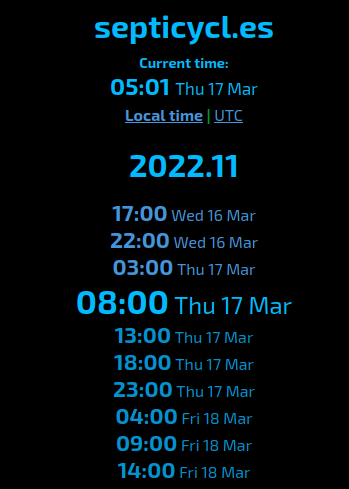 septicycl.es
Current time:
05:01 Thu 17 Mar
Local time | UTC
2022.11
17:00 Wed 16 Mar
22:00 Wed 16 Mar
03:00 Thu 17 Mar
08:00 Thu 17 Mar
13:00 Thu 17 Mar
18:00 Thu 17 Mar
23:00 Thu 17 Mar
04:00 Fri 18 Mar
09:00 Fri 18 Mar
14:00 Fri 18 Mar